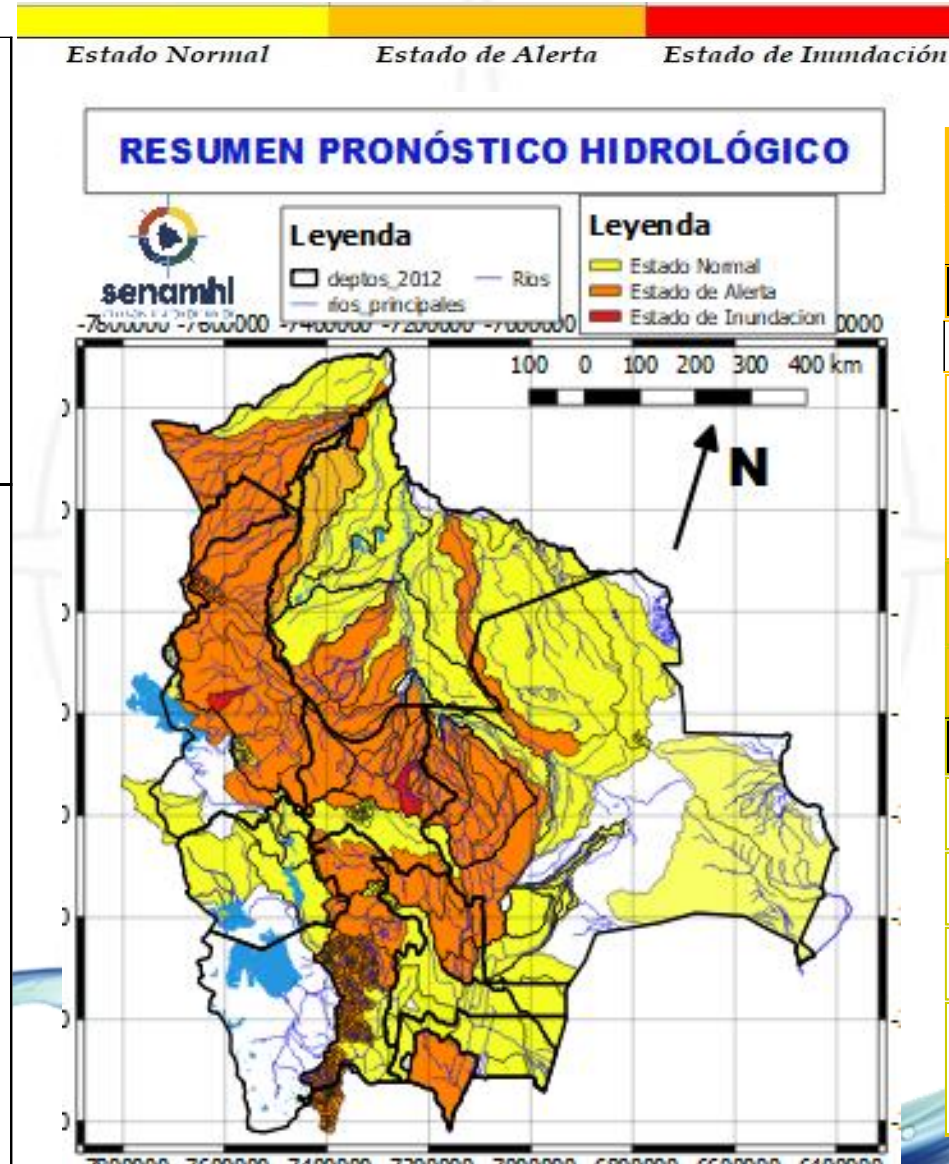 Estado Normal Estado de Alerta Estado de Inundación
RESUMEN PRONÓSTICO HIDROLÓGICO
senamhi
Leyenda
deptos_2012 Rios
rios_principales
Leyenda
Estado Normal
Estado de Alerta
Estado de Inundacion
-7800000 -7600000 -7400000 -7200000 -7000000
100 0 100 200 300 400 km
N